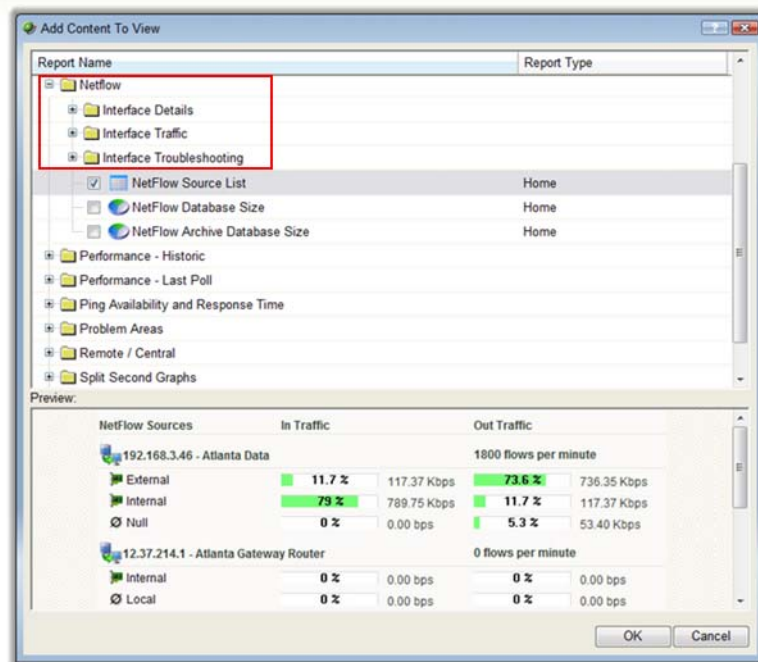 Add Content To View
Report Name Report Type
Netflow
Interface Details
Interface Traffic
Interface Troubleshooting
NetFlow Source List Home
NetFlow Database Size Home
NetFlow Archive Database Size Home
Performance - Historic
Performance - Last Poll
Ping Availability and Response Time
Problem Areas
Remote / Central
Split Second Graphs
Preview:
NetFlow Sources In Traffic Out Traffic
192.168.3.46 - Atlanta Data 1800 flows per minute
External 11.7 % 117.37 Kbps 73.6 % 736.35 Kbps
Internal 79 % 789.75 Kbps 11.7 % 117.37 Kbps
Null 0 % 0.00 bps 5.3 % 53.40 Kbps
12.37.214.1 - Atlanta Gateway Router 0 flows per minute
Internal 0 % 0.00 bps 0 % 0.00 bps
Local 0 % 0.00 bps 0 % 0.00 bps
OK Cancel